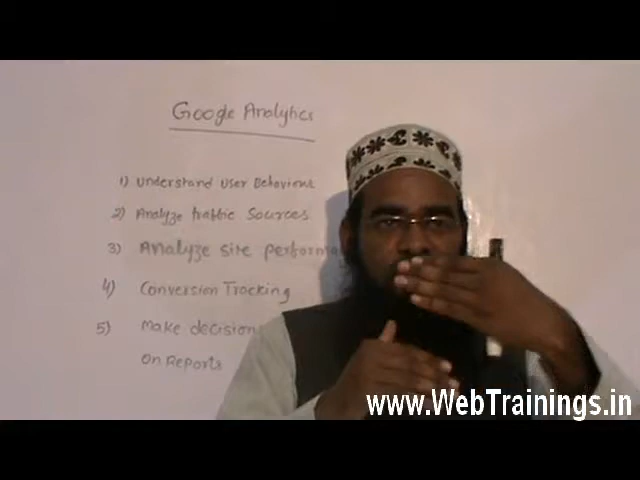 Google Analytics
1) Understand User Behaviour
2) Analyze traffic Sources
3) Analyze site performa
4) Conversion Tracking
5) Make decision
on Reports
www.WebTrainings.in